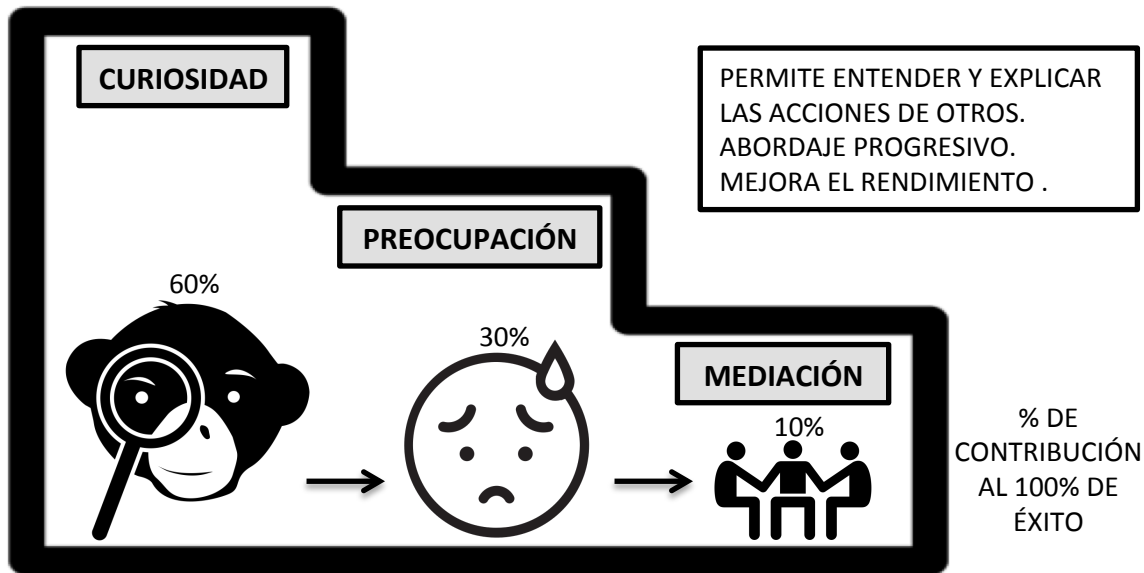 CURIOSIDAD
PERMITE ENTENDER Y EXPLICAR
LAS ACCIONES DE OTROS.
ABORDAJE PROGRESIVO.
MEJORA EL RENDIMIENTO .
PREOCUPACIÓN
60%
30%
MEDIACIÓN
10%
% DE
CONTRIBUCIÓN
AL 100% DE
ÉXITO